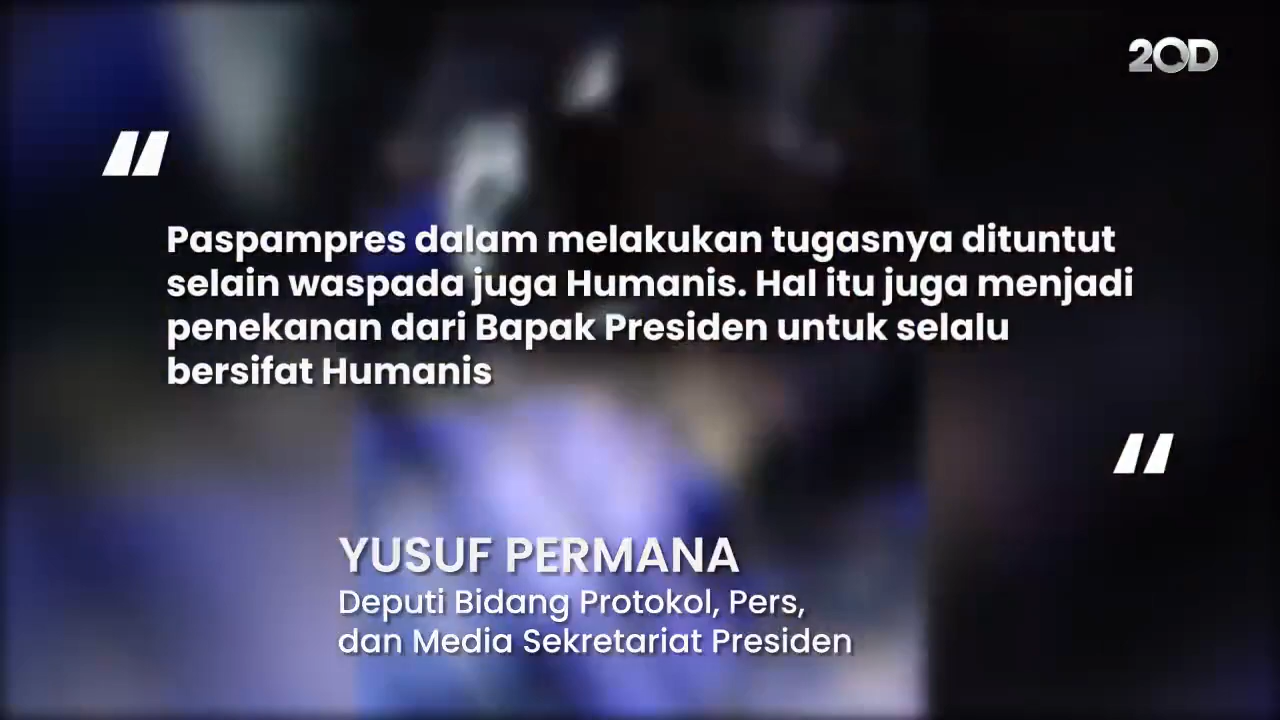 20D
"
Paspampres dalam melakukan tugasnya dituntut
selain waspada juga Humanis. Hal itu juga menjadi
penekanan dari Bapak Presiden untuk selalu
bersifat Humanis
"
YUSUF PERMANA
Deputi Bidang Protokol, Pers,
dan Media Sekretariat Presiden